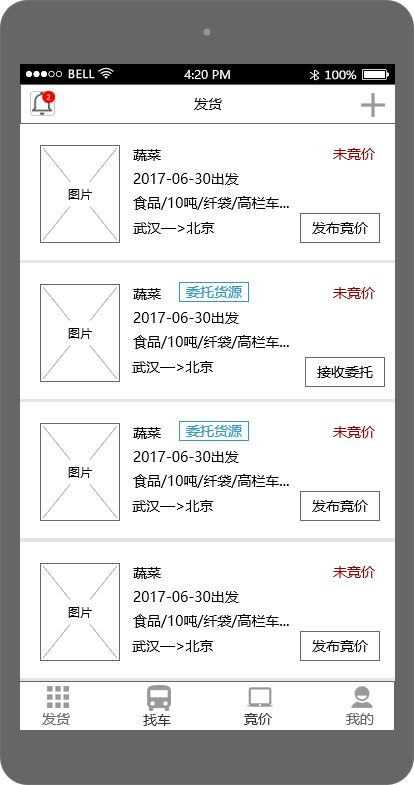 BELL 4:20 PM 100%
2 发货
蔬菜 未竟价
图片
2017-06-30出发
食品/10吨/纤袋/高栏车...
武汉—>北京 发布竞价
蔬菜 委托货源 未竟价
图片
2017-06-30出发
食品/10吨/纤袋/高栏车...
武汉—>北京 接收委托
蔬菜 委托货源 未竟价
图片
2017-06-30出发
食品/10吨/纤袋/高栏车...
武汉—>北京 发布竟价
蔬菜 未竟价
图片
2017-06-30出发
食品/10吨/纤袋/高栏车...
武汉—>北京 发布竟价
发货 找车 竞价 我的